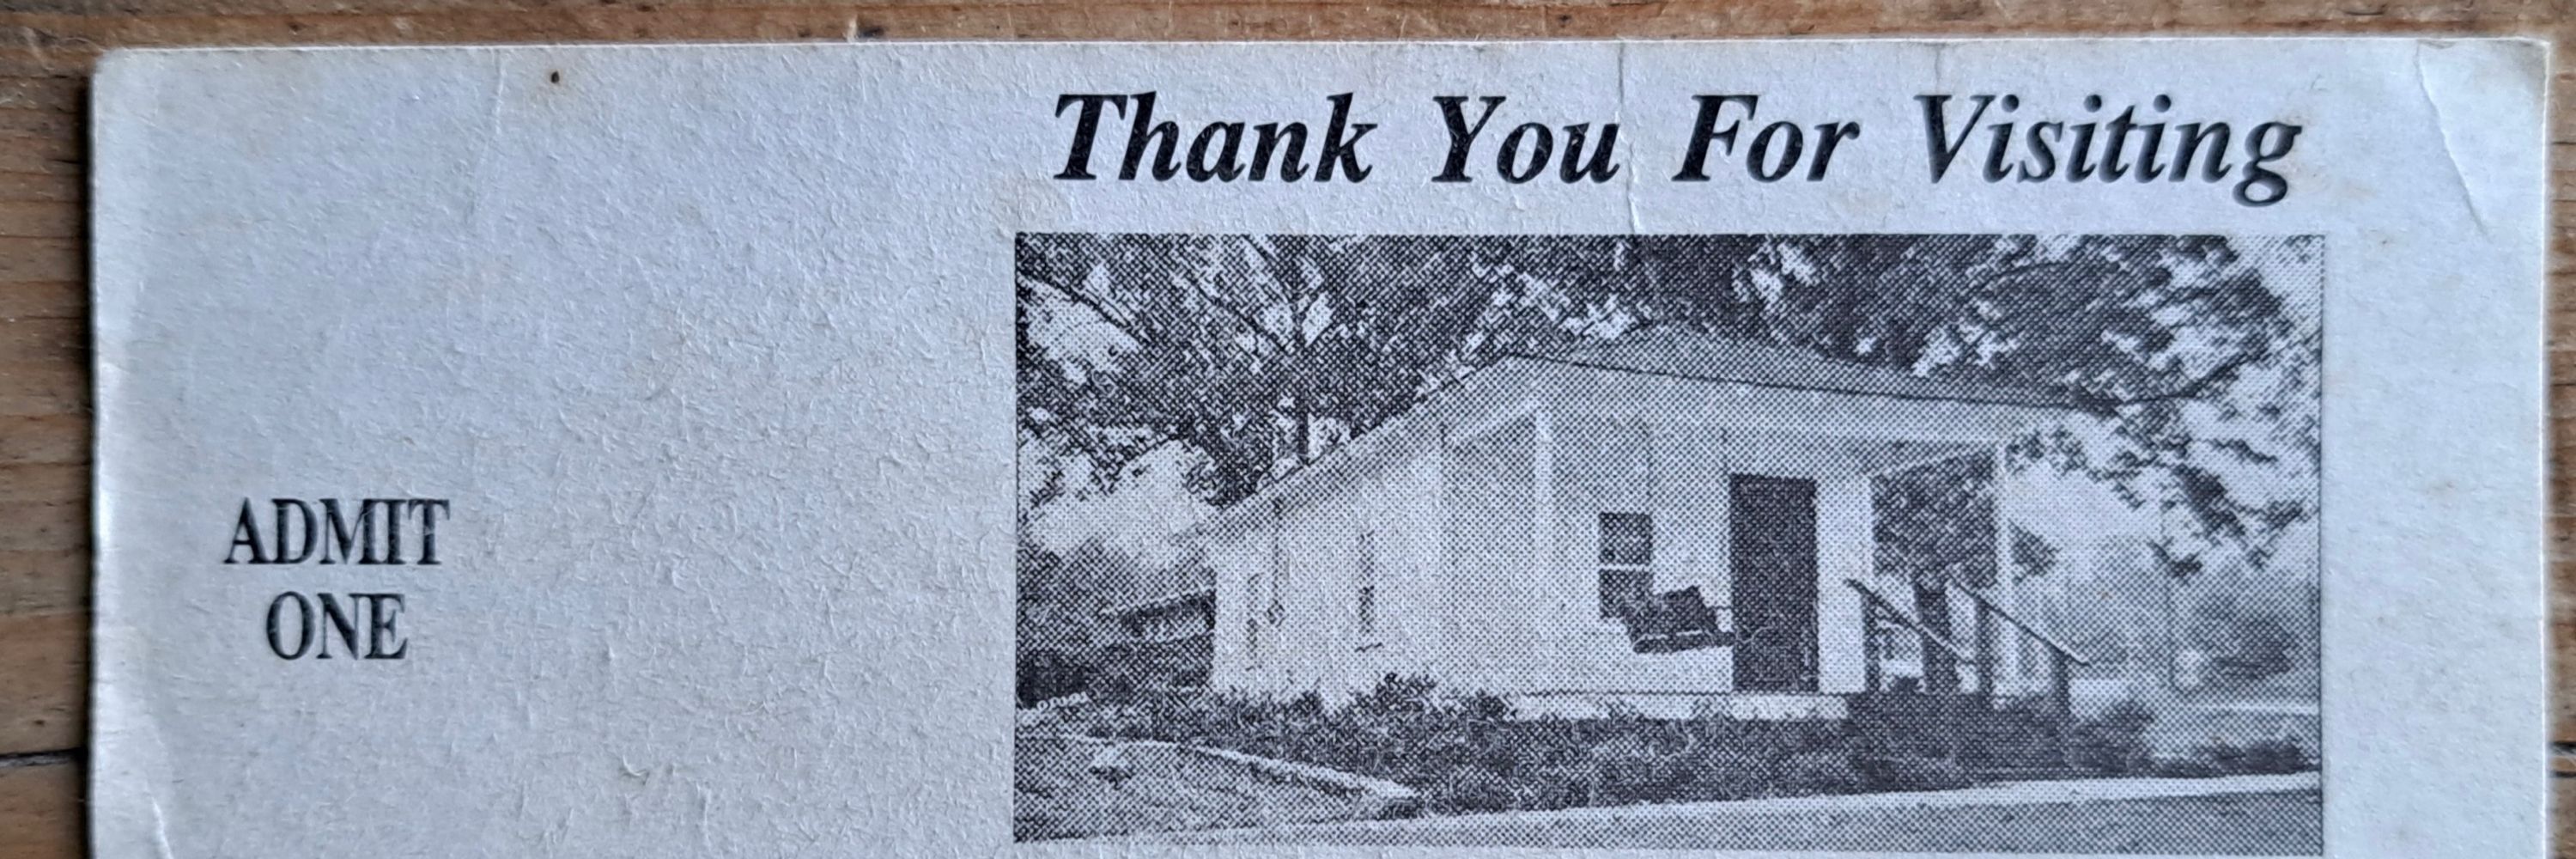 Thank You For Visiting
ADMIT
ONE